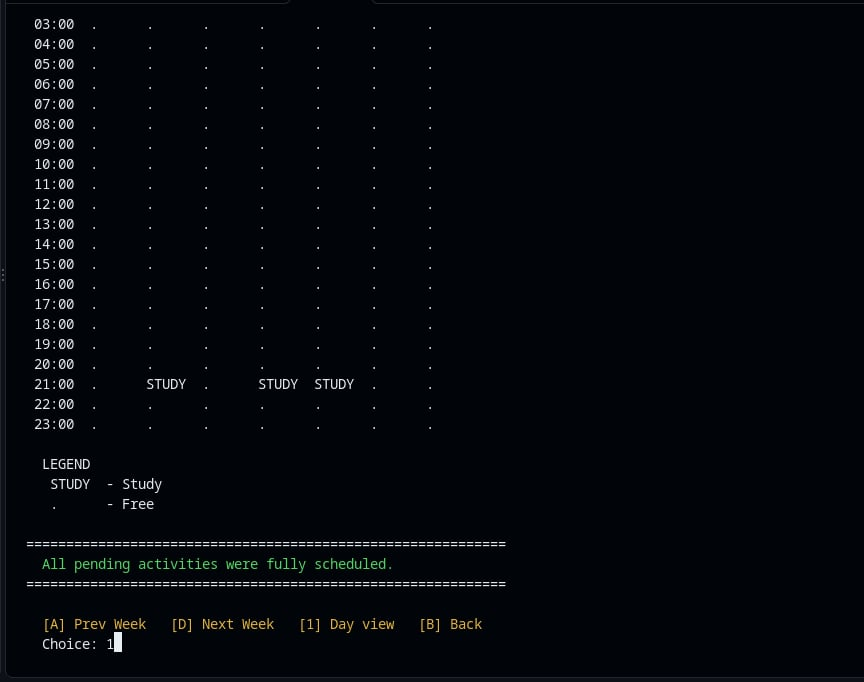 03:00 . . . . . . .
04:00 . . . . . . .
05:00 . . . . . . .
06:00 . . . . . . .
07:00 . . . . . . .
08:00 . . . . . . .
09:00 . . . . . . .
10:00 . . . . . . .
11:00 . . . . . . .
12:00 . . . . . . .
13:00 . . . . . . .
14:00 . . . . . . .
15:00 . . . . . . .
16:00 . . . . . . .
17:00 . . . . . . .
18:00 . . . . . . .
19:00 . . . . . . .
20:00 . . . . . . .
21:00 . STUDY . STUDY STUDY . .
22:00 . . . . . . .
23:00 . . . . . . .
LEGEND
STUDY - Study
. - Free
============================================================
All pending activities were fully scheduled.
============================================================
[A] Prev Week [D] Next Week [1] Day view [B] Back
Choice: 1